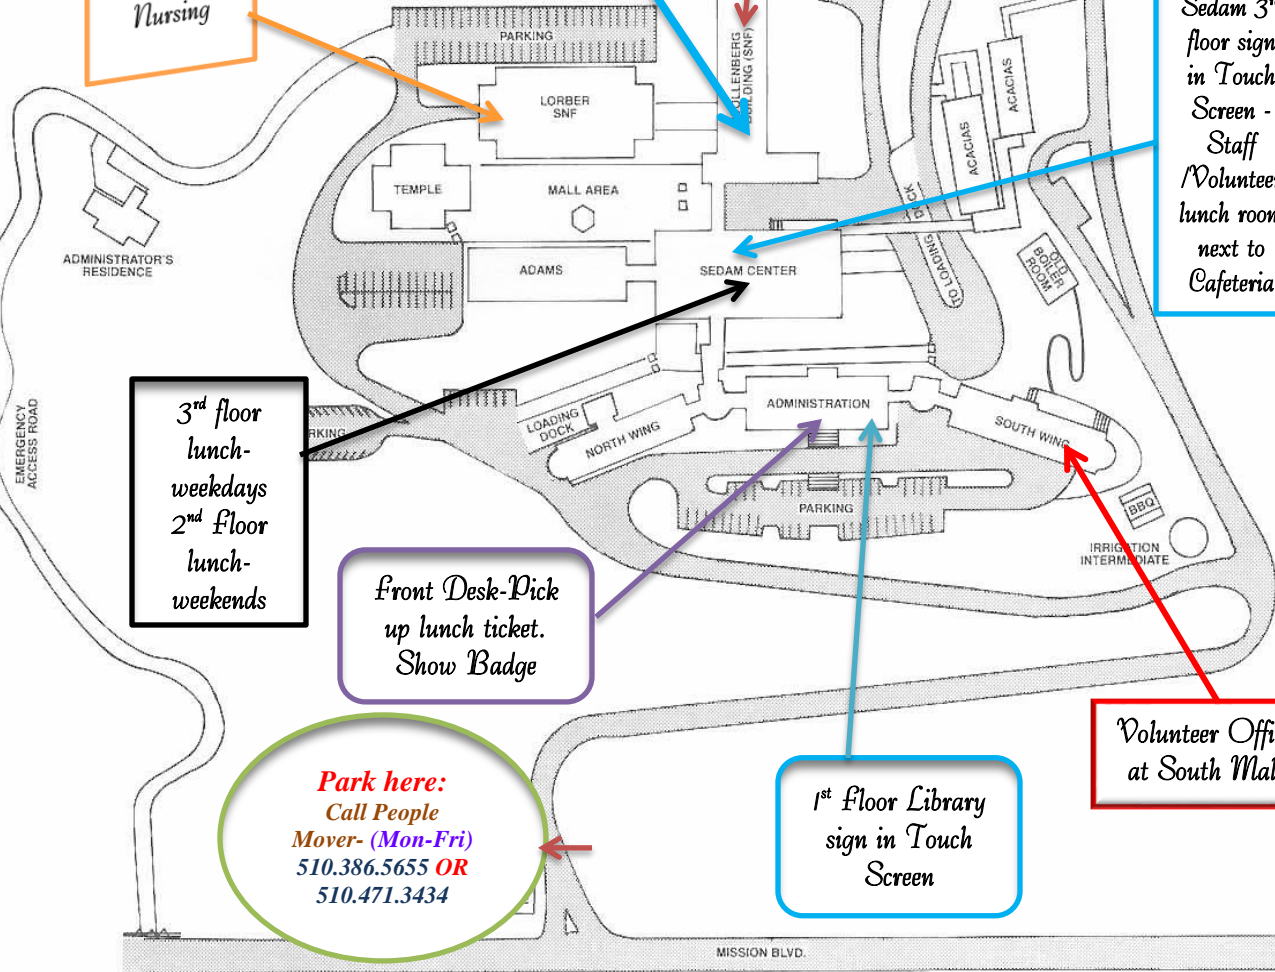 Nursing
PARKING
LORBER
SNF
BUILDING (SNF)
ACACIAS
ACACIAS
Sedam 3rd
floor sign
in Touch
Screen -
Staff
/Volunteer
lunch room
next to
Cafeteria
TEMPLE
MALL AREA
ADMINISTRATOR'S
RESIDENCE
ADAMS
SEDAM CENTER
TO LOADING DOCK
OLD
BOILER
ROOM
EMERGENCY
ACCESS ROAD
3rd floor
lunch-
weekdays
2nd Floor
lunch-
weekends
RKING
LOADING
DOCK
NORTH WING
ADMINISTRATION
SOUTH WING
PARKING
BBQ
IRRIGATION
INTERMEDIATE
Front Desk-Pick
up lunch ticket.
Show Badge
Volunteer Offi
at South Mal
Park here:
Call People
Mover- (Mon-Fri)
510.386.5655 OR
510.471.3434
1st Floor Library
sign in Touch
Screen
MISSION BLVD.